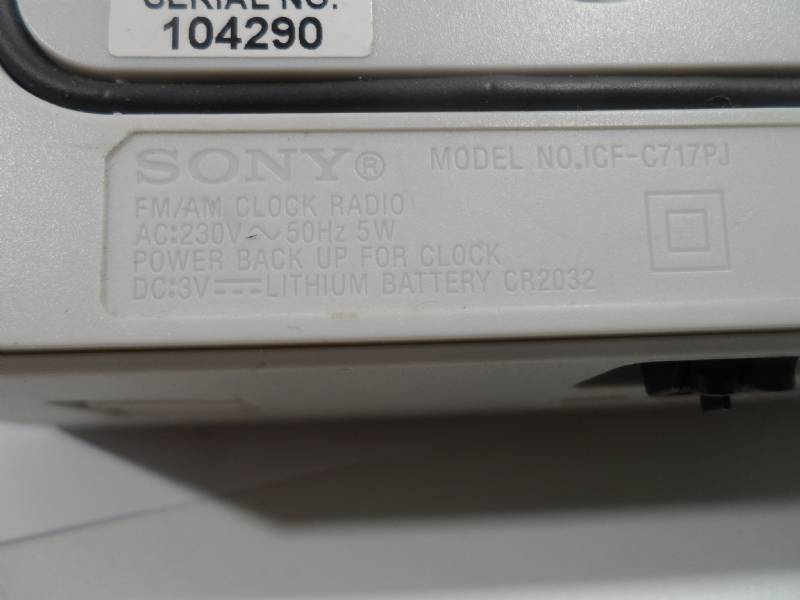 SERIAL NO.
104290
SONY® MODEL NO.ICF-C717PJ
FM/AM CLOCK RADIO
AC:230V～50Hz 5W
POWER BACK UP FOR CLOCK
DC:3V⎓LITHIUM BATTERY CR2032